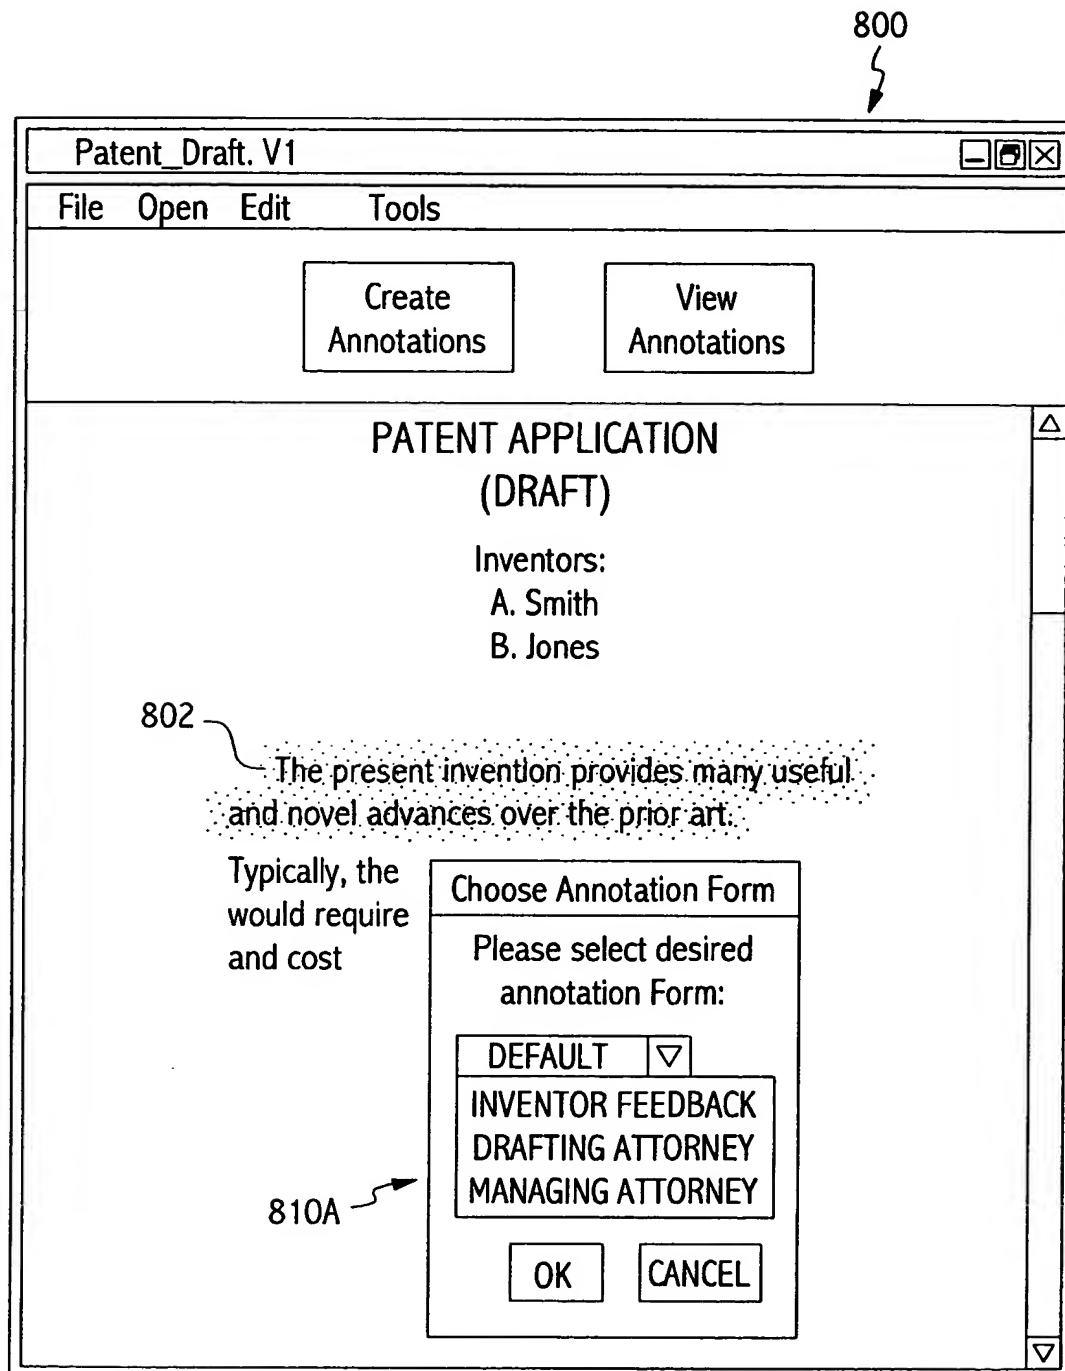 800
Patent_Draft. V1
File Open Edit Tools
Create
Annotations
View
Annotations
PATENT APPLICATION
(DRAFT)
Inventors:
A. Smith
B. Jones
802
The present invention provides many useful
and novel advances over the prior art.
Typically, the
would require
and cost
Choose Annotation Form
Please select desired
annotation Form:
DEFAULT
INVENTOR FEEDBACK
DRAFTING ATTORNEY
MANAGING ATTORNEY
810A
OK CANCEL